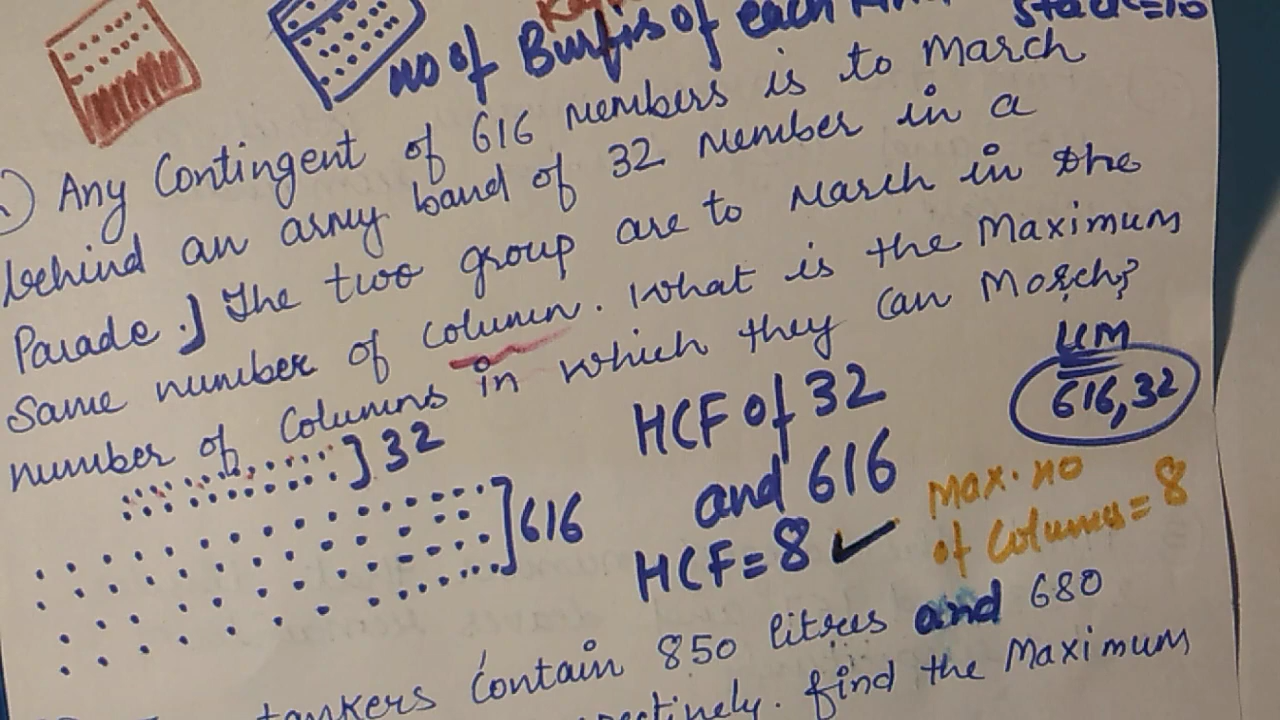 no of Burfis of each
stack=10
) Any Contingent of 616 members is to March
behind an army band of 32 member in a
Parade.] The two group are to March in the
Same number of Column. What is the Maximum
number of Columns in which they can March?
LCM
616,32
]32
HCF of 32
and 616
]616
HCF=8 ✓
Max. no
of Columes=8
tankers contain 850 litres and 680
find the Maximum